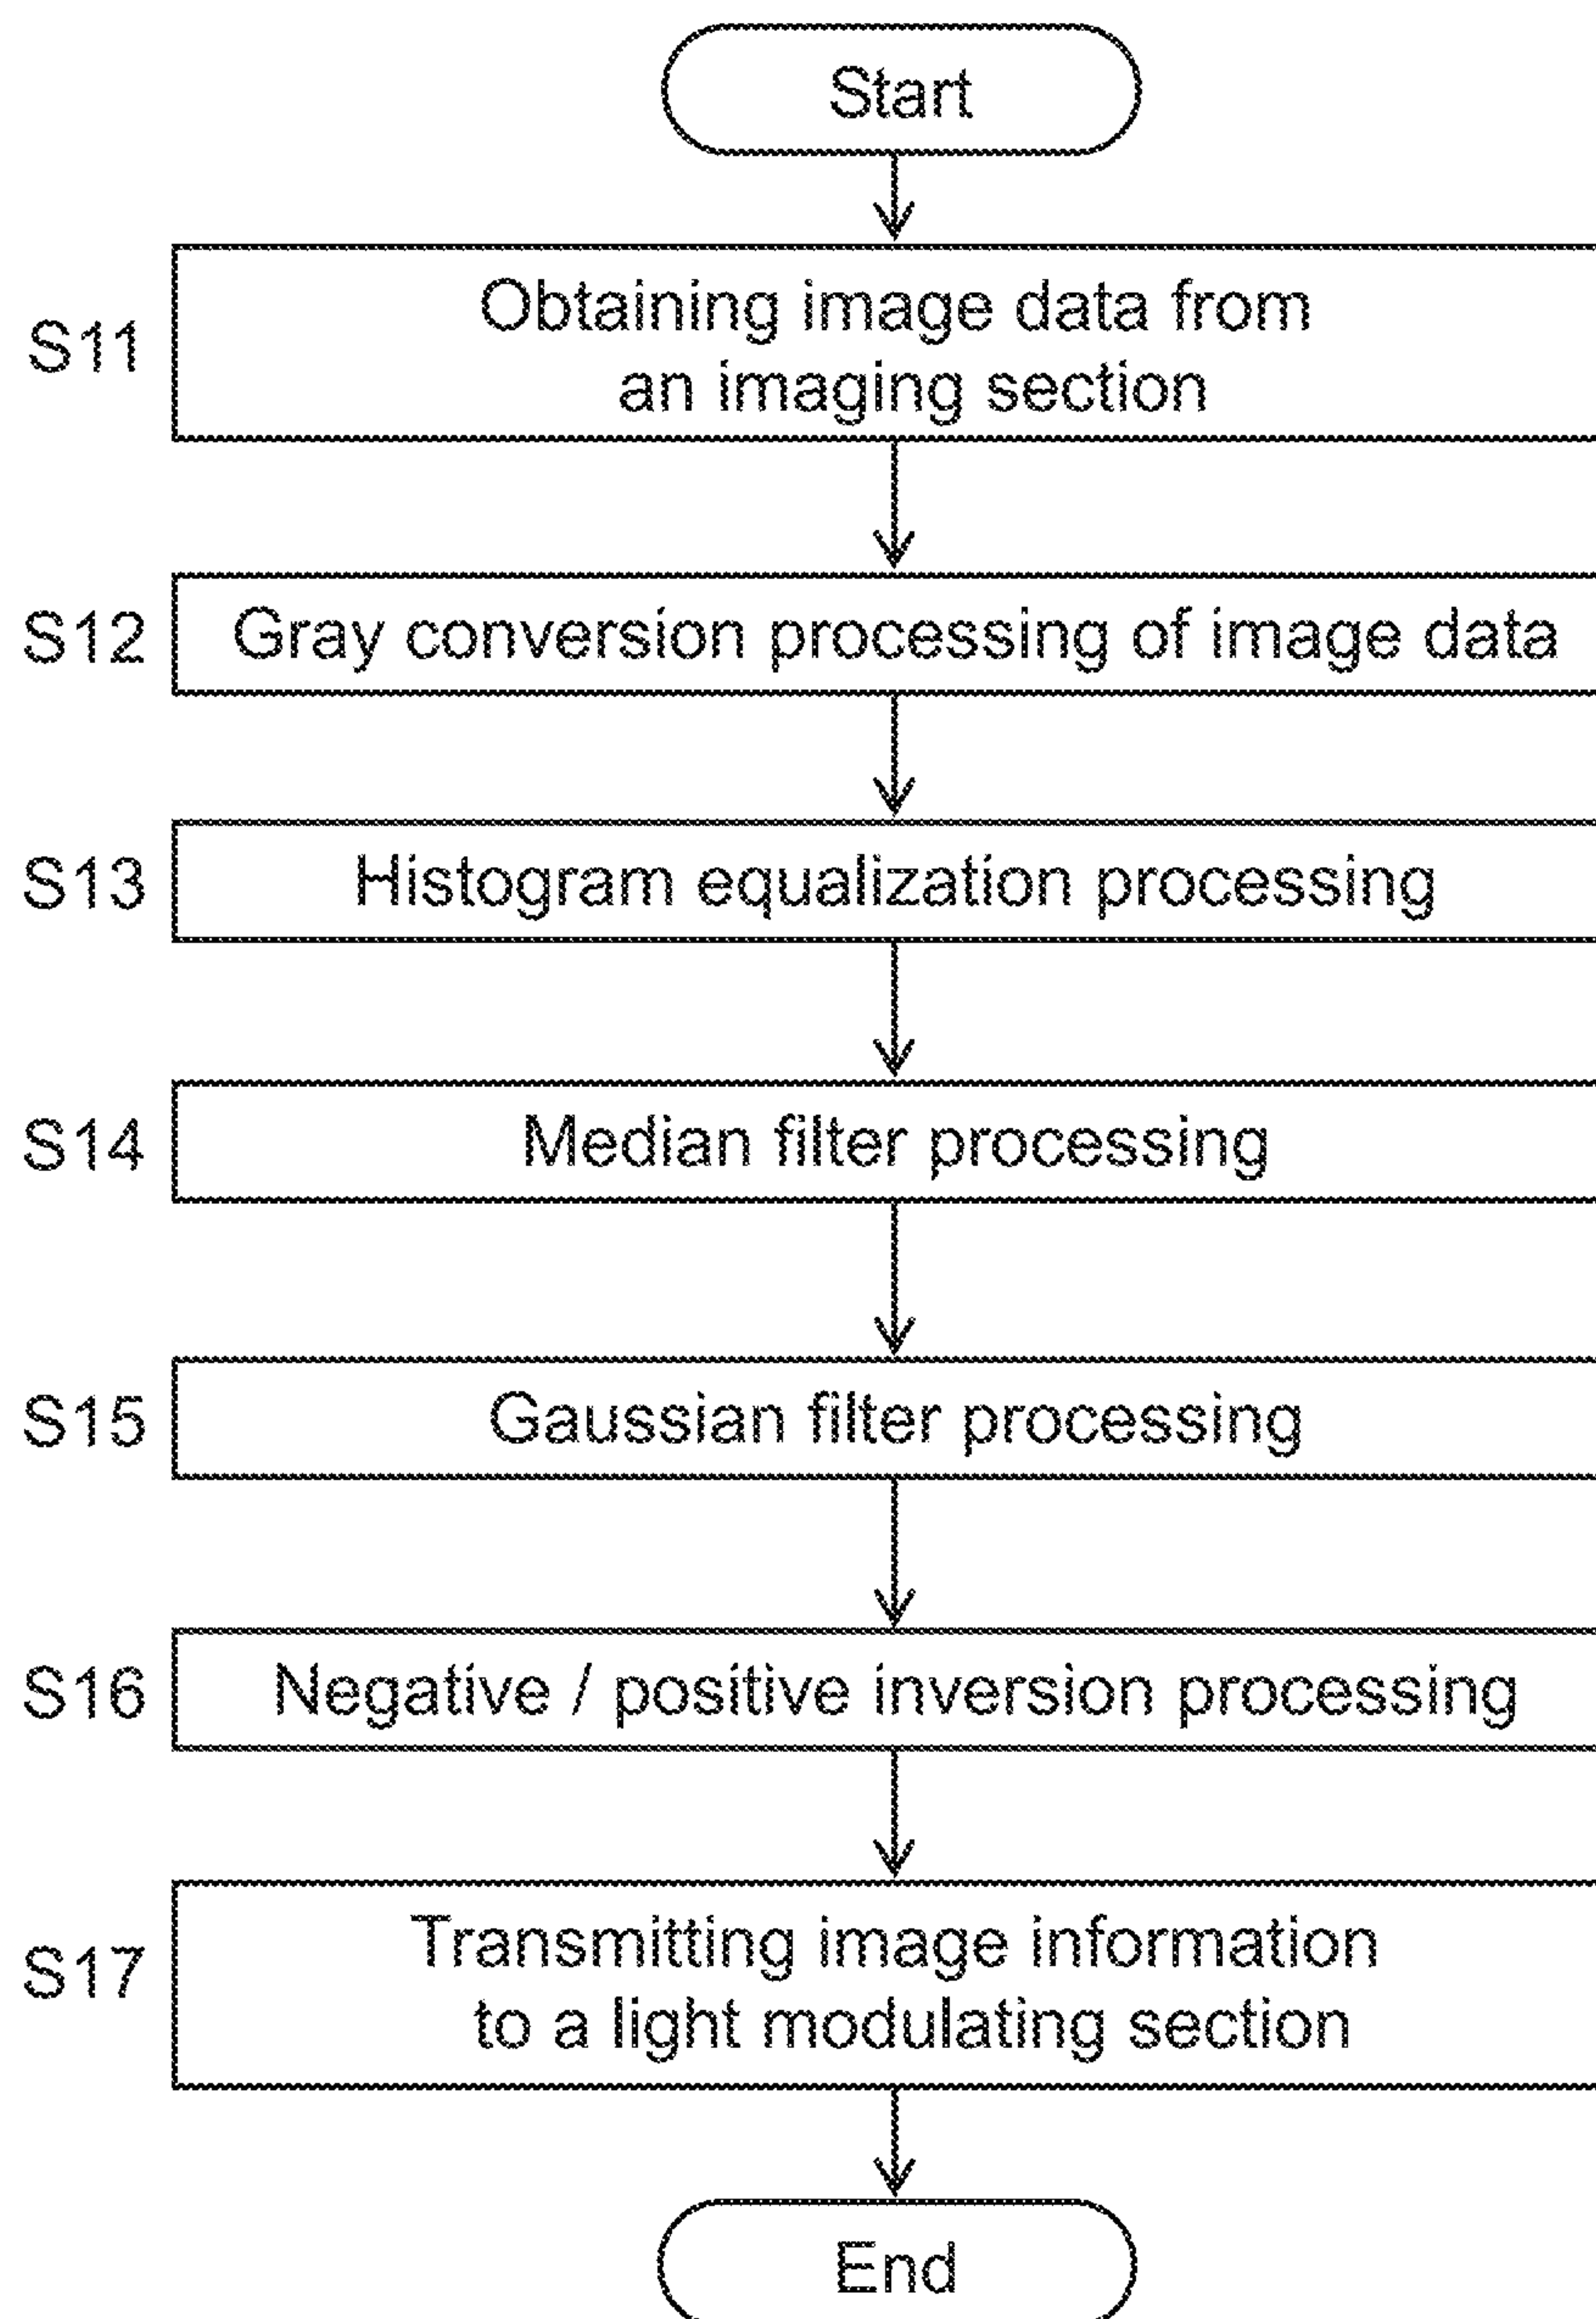 Start
S11
Obtaining image data from
an imaging section
S12
Gray conversion processing of image data
S13
Histogram equalization processing
S14
Median filter processing
S15
Gaussian filter processing
S16
Negative / positive inversion processing
S17
Transmitting image information
to a light modulating section
End